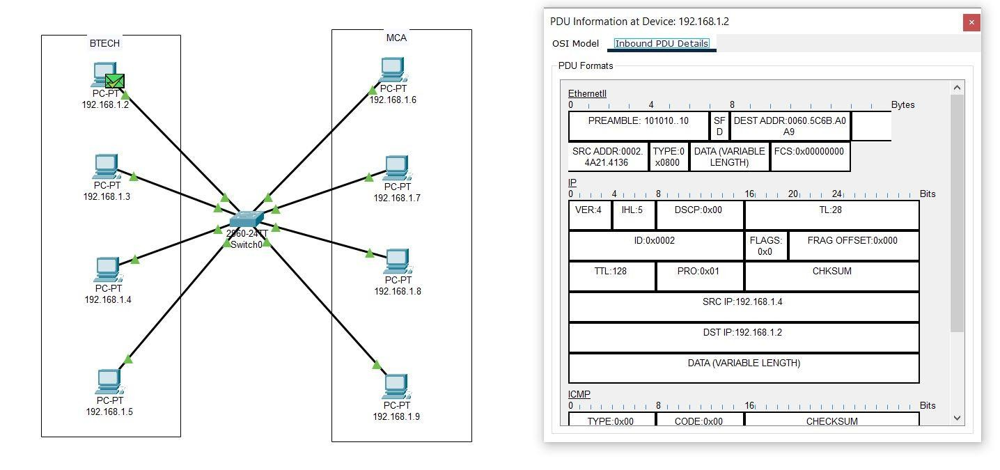 BTECH
PC-PT
192.168.1.2
PC-PT
192.168.1.3
PC-PT
192.168.1.4
PC-PT
192.168.1.5
2960-24TT
Switch0
MCA
PC-PT
192.168.1.6
PC-PT
192.168.1.7
PC-PT
192.168.1.8
PC-PT
192.168.1.9
PDU Information at Device: 192.168.1.2
OSI Model Inbound PDU Details
PDU Formats
EthernetII
0 4 8 Bytes
PREAMBLE: 101010..10 SF DEST ADDR:0060.5C6B.A0
D A9
SRC ADDR:0002. TYPE:0 DATA (VARIABLE FCS:0x00000000
4A21.4136 x0800 LENGTH)
IP
0 4 8 16 20 24 Bits
VER:4 IHL:5 DSCP:0x00 TL:28
ID:0x0002 FLAGS: FRAG OFFSET:0x000
0x0
TTL:128 PRO:0x01 CHKSUM
SRC IP:192.168.1.4
DST IP:192.168.1.2
DATA (VARIABLE LENGTH)
ICMP
0 8 16 Bits
TYPE:0x00 CODE:0x00 CHECKSUM